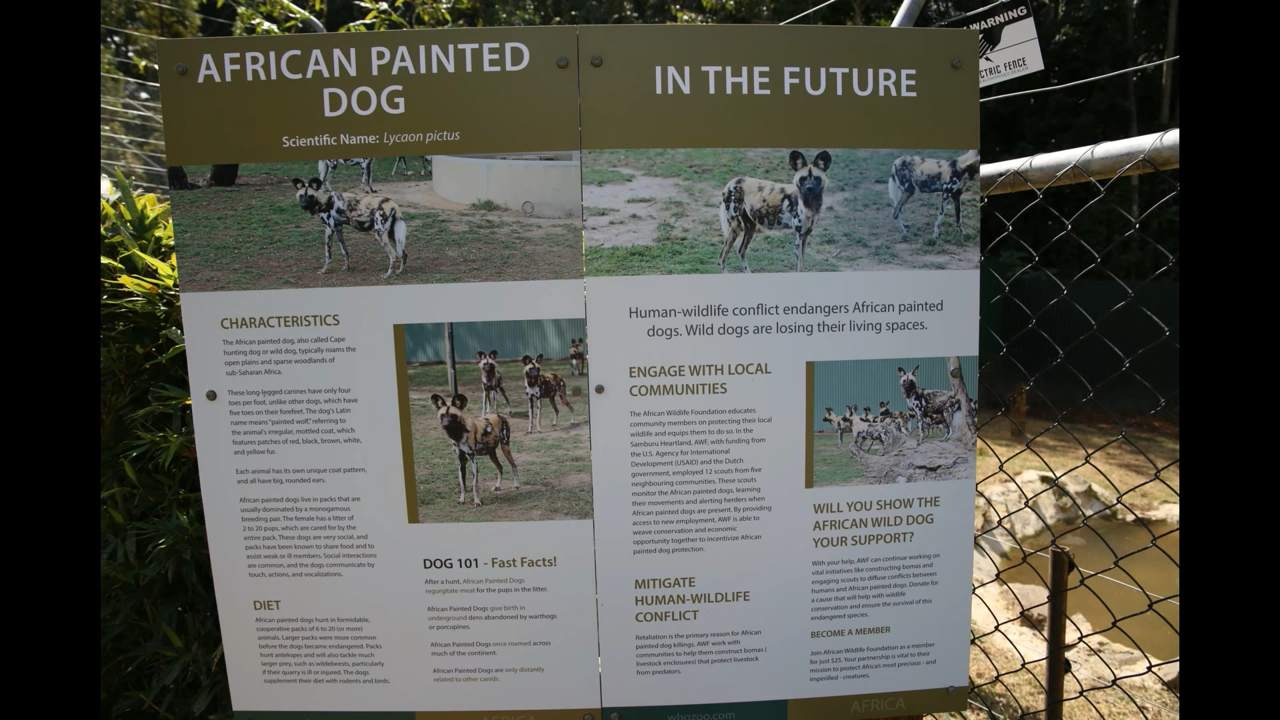 AFRICAN PAINTED
DOG
Scientific Name: Lycaon pictus
CHARACTERISTICS
The African painted dog, also called Cape
hunting dog or wild dog, typically roams the
open plains and sparse woodlands of
sub-Saharan Africa.
These long-legged canines have only four
toes per foot, unlike other dogs, which have
five toes on their forefeet. The dog's Latin
name means "painted wolf," referring to
the animal's irregular, mottled coat, which
features patches of red, black, brown, white,
and yellow fur.
Each animal has its own unique coat pattern,
and all have big, rounded ears.
African painted dogs live in packs that are
usually dominated by a monogamous
breeding pair. The female has a litter of
2 to 20 pups, which are cared for by the
entire pack. These dogs are very social, and
packs have been known to share food and to
assist weak or ill members. Social interactions
are common, and the dogs communicate by
touch, actions, and vocalizations.
DIET
African painted dogs hunt in formidable,
cooperative packs of 6 to 20 (or more)
animals. Larger packs were more common
before the dogs became endangered. Packs
hunt antelopes and will also tackle much
larger prey, such as wildebeests, particularly
if their quarry is ill or injured. The dogs
supplement their diet with rodents and birds.
DOG 101 - Fast Facts!
After a hunt, African Painted Dogs
regurgitate meat for the pups in the litter.
African Painted Dogs give birth in
underground dens abandoned by warthogs
or porcupines.
African Painted Dogs once roamed across
much of the continent.
African Painted Dogs are only distantly
related to other canids.
AFRICA
IN THE FUTURE
Human-wildlife conflict endangers African painted
dogs. Wild dogs are losing their living spaces.
ENGAGE WITH LOCAL
COMMUNITIES
The African Wildlife Foundation educates
community members on protecting their local
wildlife and equips them to do so. In the
Samburu Heartland, AWF, with funding from
the U.S. Agency for International
Development (USAID) and the Dutch
government, employed 12 scouts from five
neighbouring communities. These scouts
monitor the African painted dogs, learning
their movements and alerting herders when
African painted dogs are present. By providing
access to new employment, AWF is able to
weave conservation and economic
opportunity together to incentivize African
painted dog protection.
MITIGATE
HUMAN-WILDLIFE
CONFLICT
Retaliation is the primary reason for African
painted dog killings. AWF work with
communities to help them construct bomas (
livestock enclosures) that protect livestock
from predators.
WILL YOU SHOW THE
AFRICAN WILD DOG
YOUR SUPPORT?
With your help, AWF can continue working on
vital initiatives like constructing bomas and
engaging scouts to diffuse conflicts between
humans and African painted dogs. Donate for
a cause that will help with wildlife
conservation and ensure the survival of this
endangered species.
BECOME A MEMBER
Join African Wildlife Foundation as a member
for just $25. Your partnership is vital to their
mission to protect Africa's most precious - and
imperiled - creatures.
whozoo.com
AFRICA
WARNING
CTRIC FENCE